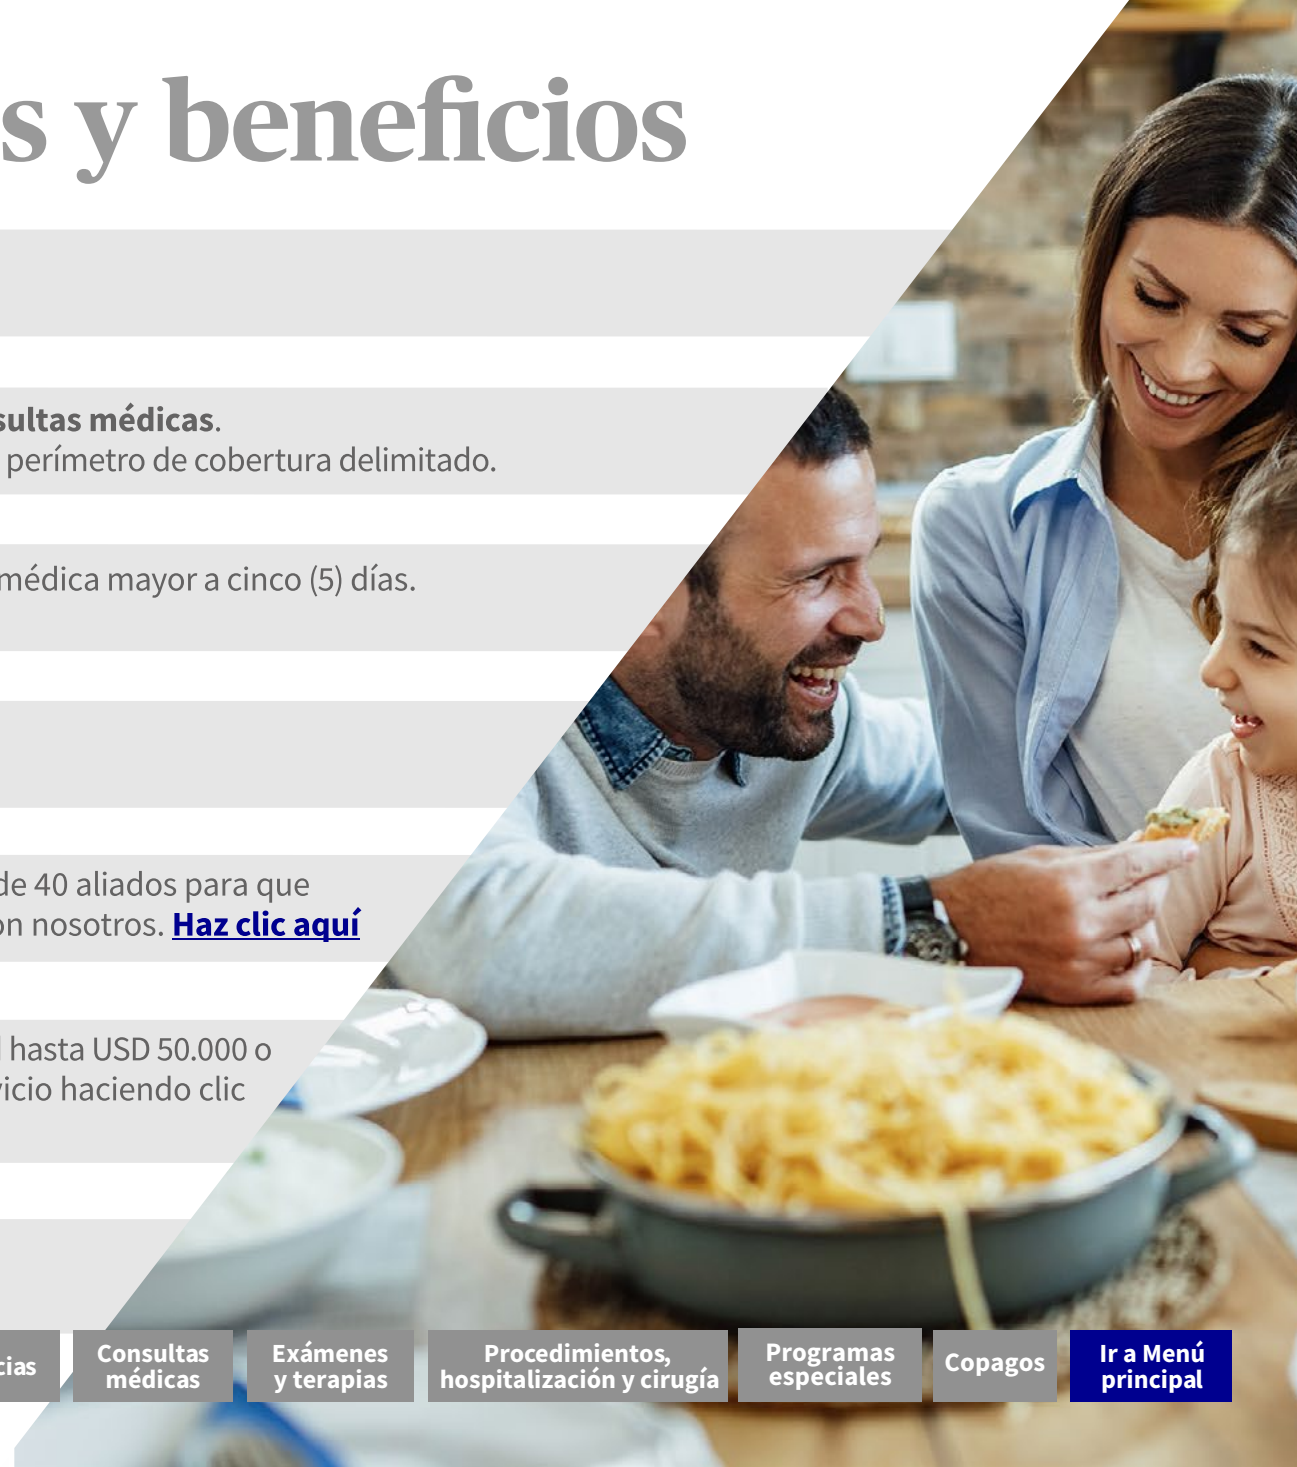 s y beneficios
sultas médicas.
perímetro de cobertura delimitado.
médica mayor a cinco (5) días.
de 40 aliados para que
on nosotros. Haz clic aquí
hasta USD 50.000 o
vicio haciendo clic
cias
Consultas
médicas
Exámenes
y terapias
Procedimientos,
hospitalización y cirugía
Programas
especiales
Copagos
Ir a Menú
principal